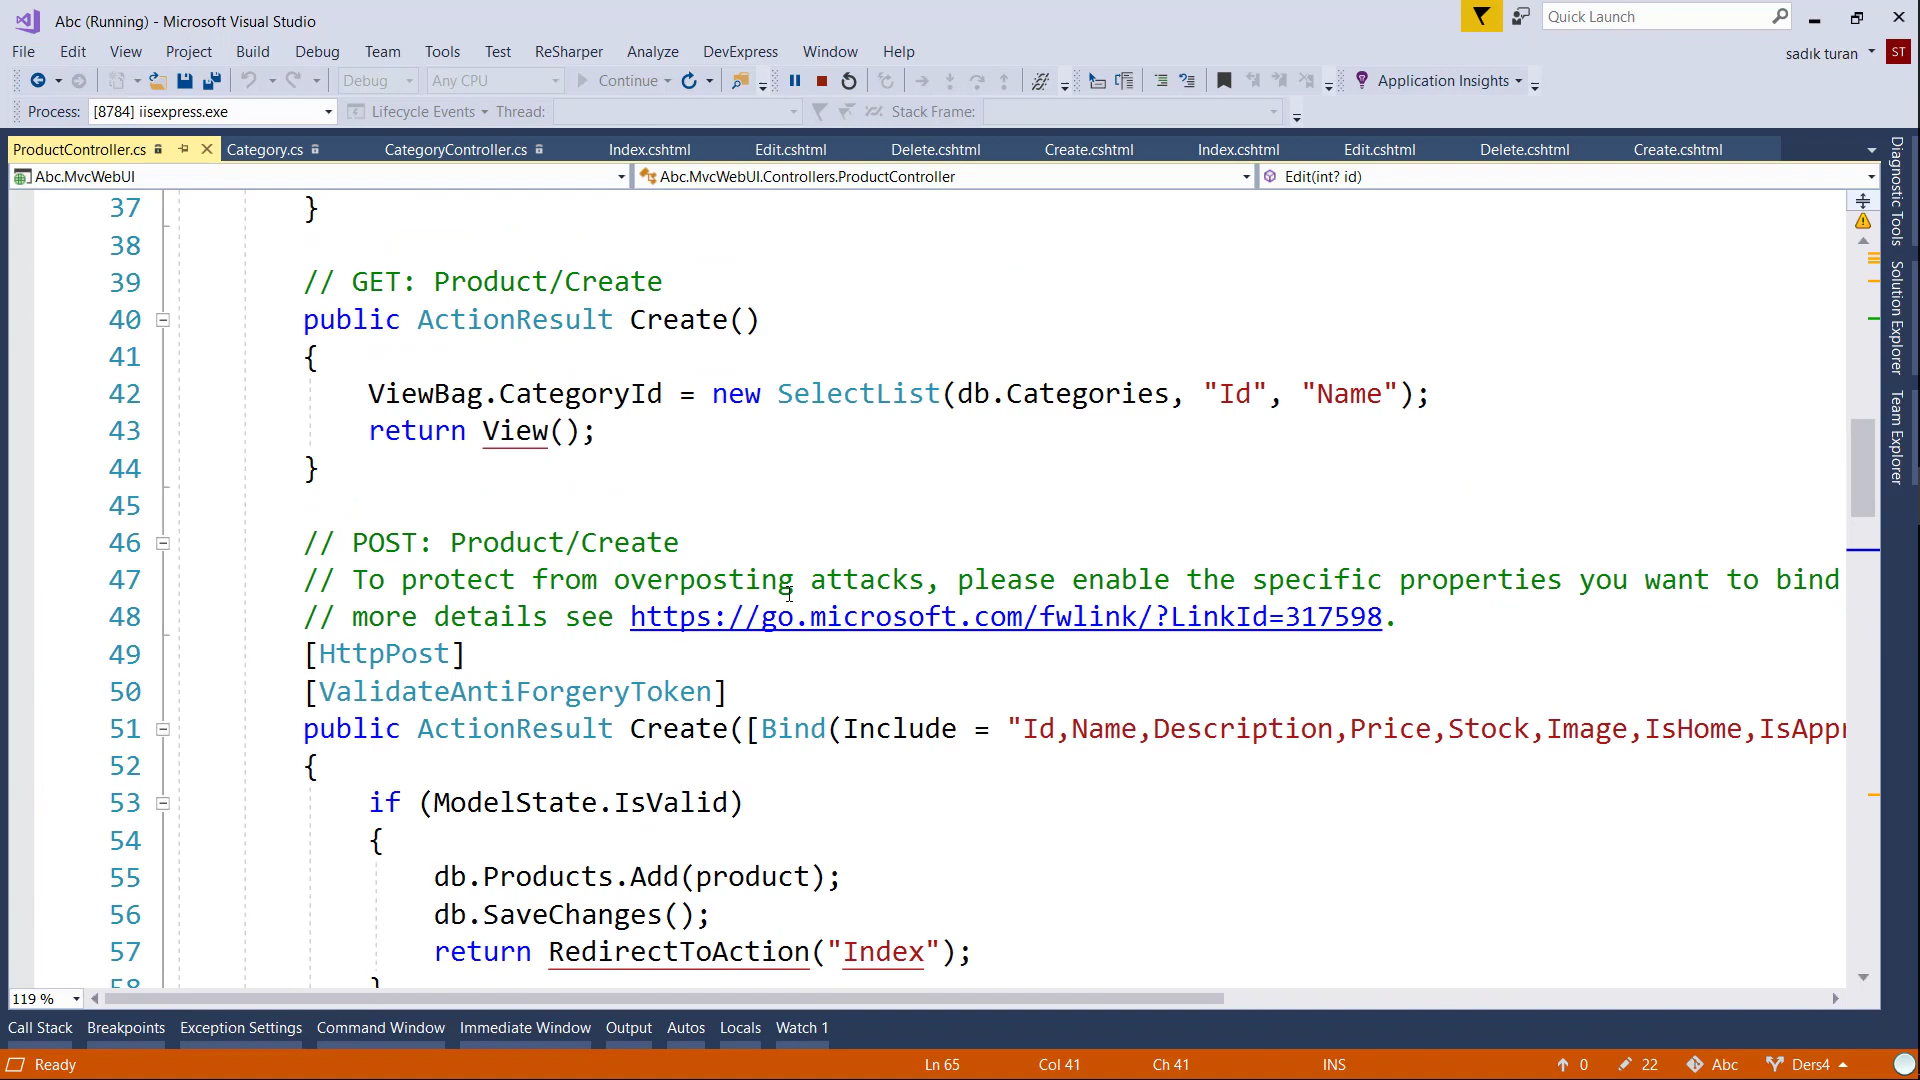 Abc (Running) - Microsoft Visual Studio
Quick Launch
File Edit View Project Build Debug Team Tools Test ReSharper Analyze DevExpress Window Help
sadık turan ST
Debug Any CPU Continue Application Insights
Process: [8784] iisexpress.exe Lifecycle Events Thread: Stack Frame:
ProductController.cs Category.cs CategoryController.cs Index.cshtml Edit.cshtml Delete.cshtml Create.cshtml Index.cshtml Edit.cshtml Delete.cshtml Create.cshtml
Abc.MvcWebUI Abc.MvcWebUI.Controllers.ProductController Edit(int? id)
Diagnostic Tools
Solution Explorer
Team Explorer
37 }
38
39 // GET: Product/Create
40 public ActionResult Create()
41 {
42 ViewBag.CategoryId = new SelectList(db.Categories, "Id", "Name");
43 return View();
44 }
45
46 // POST: Product/Create
47 // To protect from overposting attacks, please enable the specific properties you want to bind
48 // more details see https://go.microsoft.com/fwlink/?LinkId=317598.
49 [HttpPost]
50 [ValidateAntiForgeryToken]
51 public ActionResult Create([Bind(Include = "Id,Name,Description,Price,Stock,Image,IsHome,IsAppr
52 {
53 if (ModelState.IsValid)
54 {
55 db.Products.Add(product);
56 db.SaveChanges();
57 return RedirectToAction("Index");
58 }
119 %
Call Stack Breakpoints Exception Settings Command Window Immediate Window Output Autos Locals Watch 1
Ready Ln 65 Col 41 Ch 41 INS 0 22 Abc Ders4